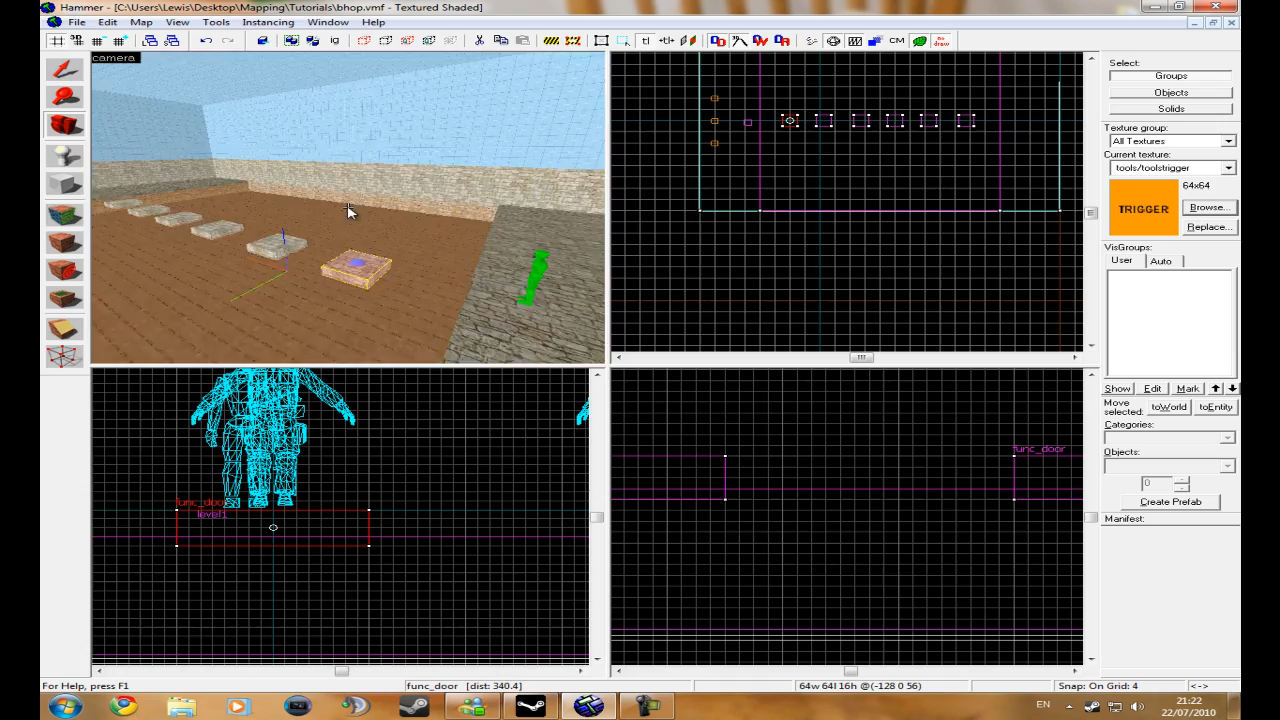 Hammer - [C:\Users\Lewis\Desktop\Mapping\Tutorials\bhop.vmf - Textured Shaded]
File Edit Map View Tools Instancing Window Help
camera
Select:
Groups
Objects
Solids
Texture group:
All Textures
Current texture:
tools/toolstrigger
64x64
TRIGGER
Browse...
Replace...
VisGroups:
User Auto
Show Edit Mark
Move selected: toWorld toEntity
Categories:
Objects:
0
Create Prefab
Manifest:
func_door
level1
func_door
For Help, press F1
func_door [dist: 340.4]
64w 64l 16h @(-128 0 56)
Snap: On Grid: 4
<->
EN
21:22
22/07/2010